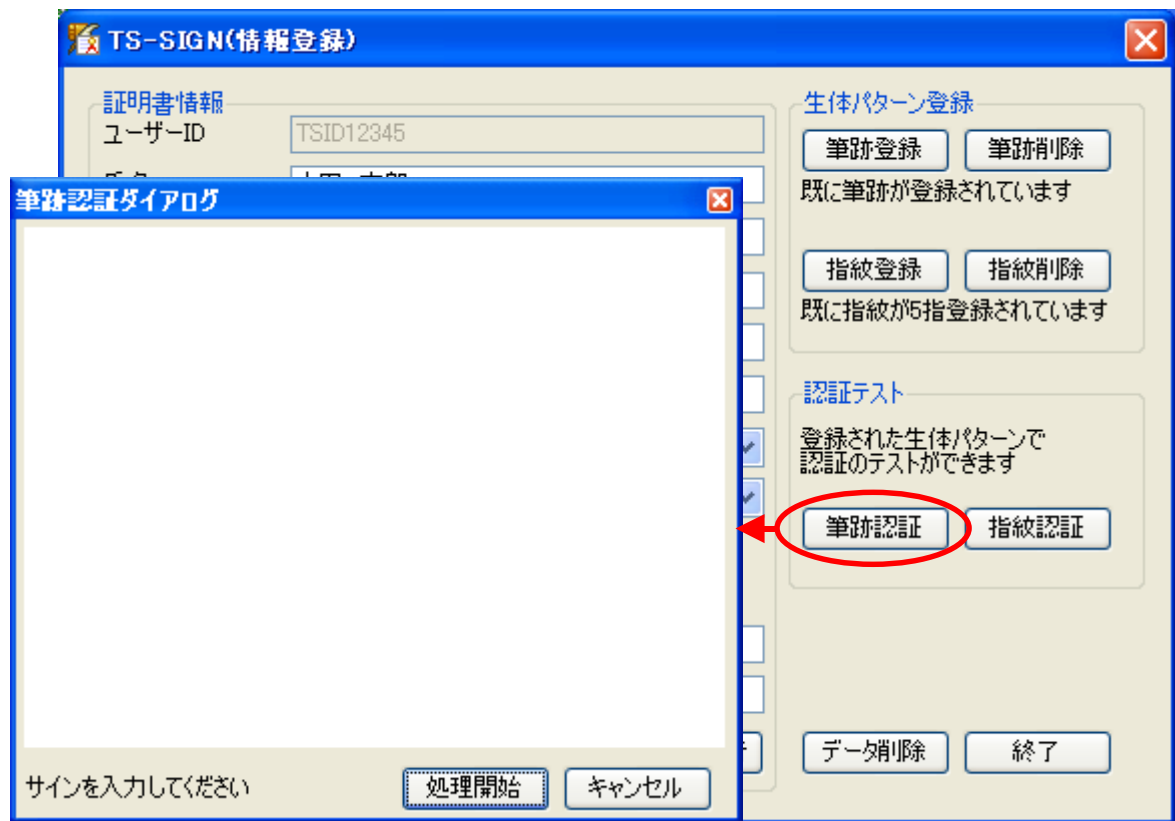 TS-SIGN(情報登録)
証明書情報
ユーザーID
TSID12345
生体パターン登録
筆跡登録
筆跡削除
既に筆跡が登録されています
指紋登録
指紋削除
既に指紋が5指登録されています
認証テスト
登録された生体パターンで
認証のテストができます
筆跡認証
指紋認証
データ削除
終了
筆跡認証ダイアログ
サインを入力してください
処理開始
キャンセル